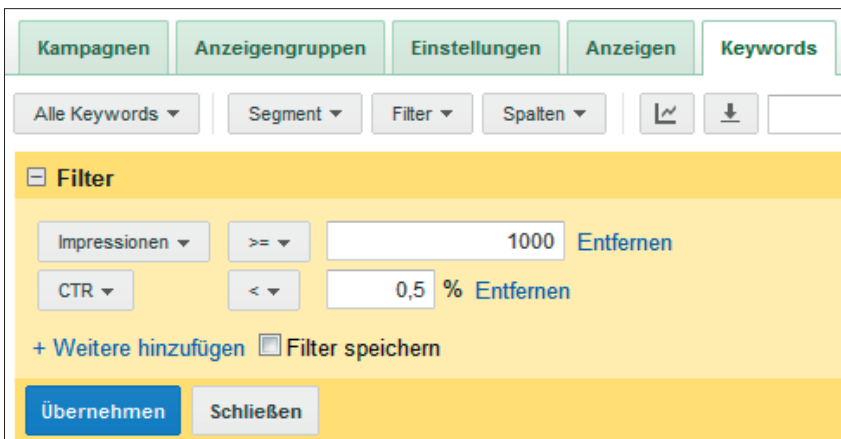 Kampagnen Anzeigengruppen Einstellungen Anzeigen Keywords
Alle Keywords Segment Filter Spalten
Filter
Impressionen >= 1000 Entfernen
CTR < 0,5 % Entfernen
+ Weitere hinzufügen Filter speichern
Übernehmen Schließen